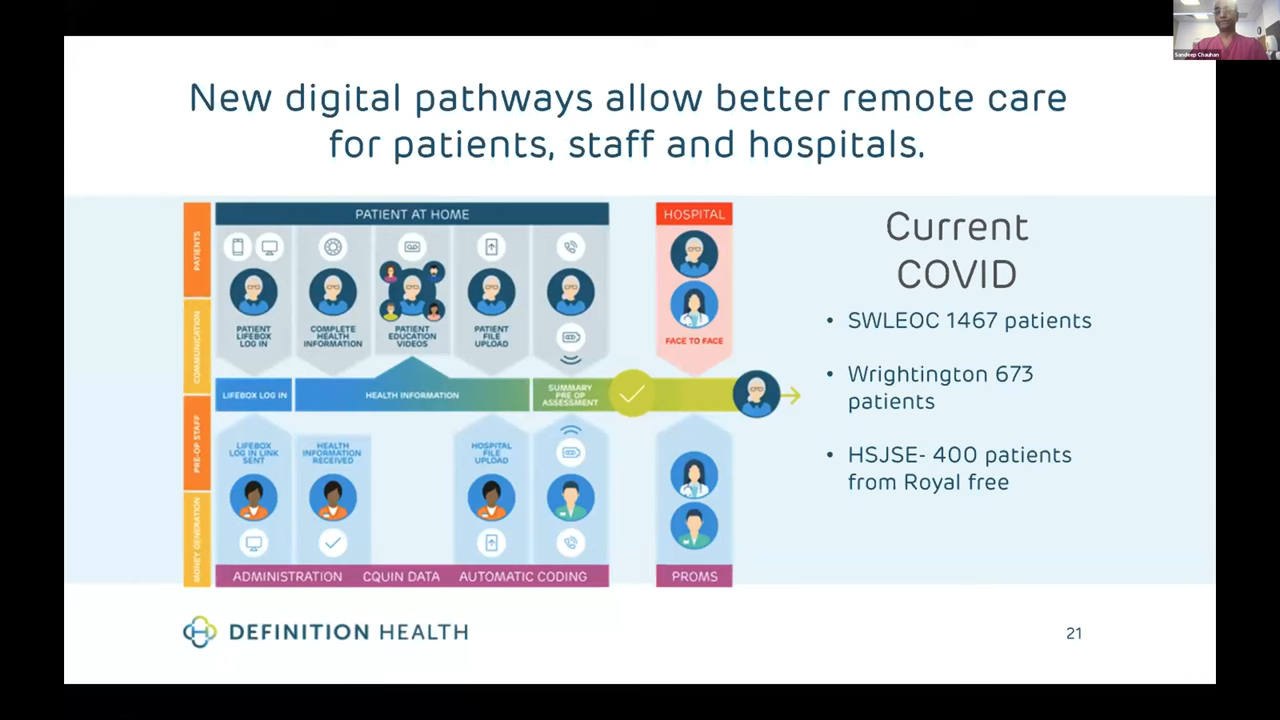 Sandeep Chauhan
New digital pathways allow better remote care
for patients, staff and hospitals.
PATIENTS
COMMUNICATION
PRE-OP STAFF
MONEY GENERATION
PATIENT AT HOME
PATIENT
LIFEBOX
LOG IN
COMPLETE
HEALTH
INFORMATION
PATIENT
EDUCATION
VIDEOS
PATIENT
FILE
UPLOAD
HOSPITAL
FACE TO FACE
LIFEBOX LOG IN
HEALTH INFORMATION
SUMMARY
PRE OP
ASSESSMENT
LIFEBOX
LOG IN LINK
SENT
HEALTH
INFORMATION
RECEIVED
HOSPITAL
FILE
UPLOAD
ADMINISTRATION
CQUIN DATA
AUTOMATIC CODING
PROMS
Current
COVID
• SWLEOC 1467 patients
• Wrightington 673
patients
• HSJSE- 400 patients
from Royal free
DEFINITION HEALTH
21